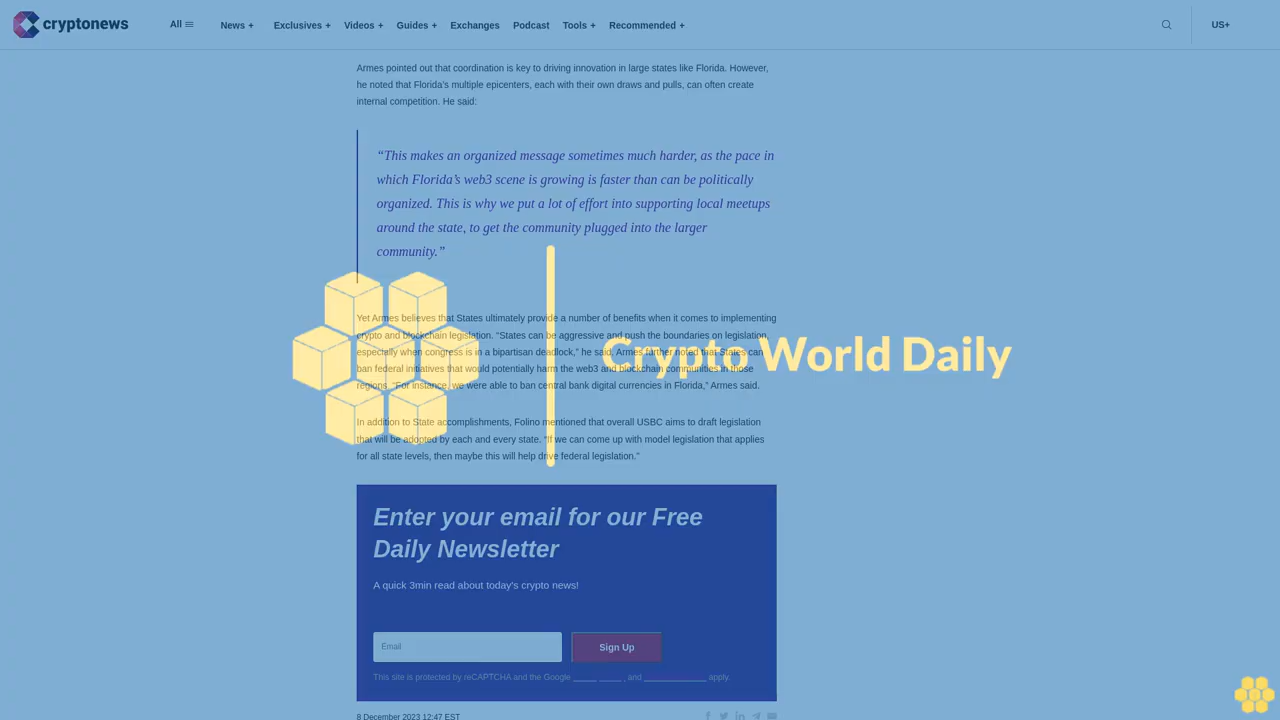 cryptonews
All
News +
Exclusives +
Videos +
Guides +
Exchanges
Podcast
Tools +
Recommended +
US+
Armes pointed out that coordination is key to driving innovation in large states like Florida. However,
he noted that Florida's multiple epicenters, each with their own draws and pulls, can often create
internal competition. He said:
“This makes an organized message sometimes much harder, as the pace in
which Florida’s web3 scene is growing is faster than can be politically
organized. This is why we put a lot of effort into supporting local meetups
around the state, to get the community plugged into the larger
community.”
Yet Armes believes that States ultimately provide a number of benefits when it comes to implementing
crypto and blockchain legislation. “States can be aggressive and push the boundaries on legislation,
especially when congress is in a bipartisan deadlock,” he said. Armes further noted that States can
ban federal initiatives that would potentially harm the web3 and blockchain communities in those
regions. “For instance, we were able to ban central bank digital currencies in Florida,” Armes said.
Crypto World Daily
In addition to State accomplishments, Folino mentioned that overall USBC aims to draft legislation
that will be adopted by each and every state. “If we can come up with model legislation that applies
for all state levels, then maybe this will help drive federal legislation.”
Enter your email for our Free
Daily Newsletter
A quick 3min read about today's crypto news!
Email
Sign Up
This site is protected by reCAPTCHA and the Google , and apply.
8 December 2023 12:47 EST